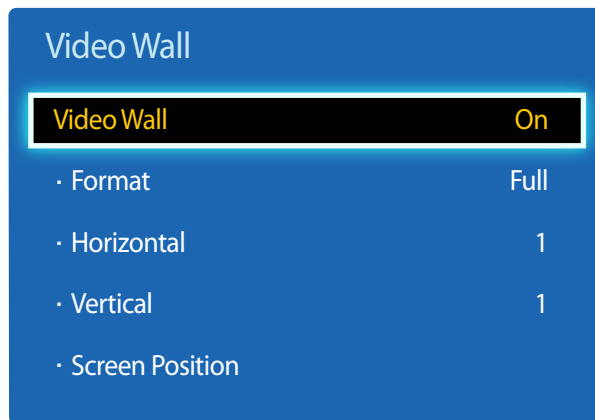 Video Wall
Video Wall On
· Format Full
· Horizontal 1
· Vertical 1
· Screen Position